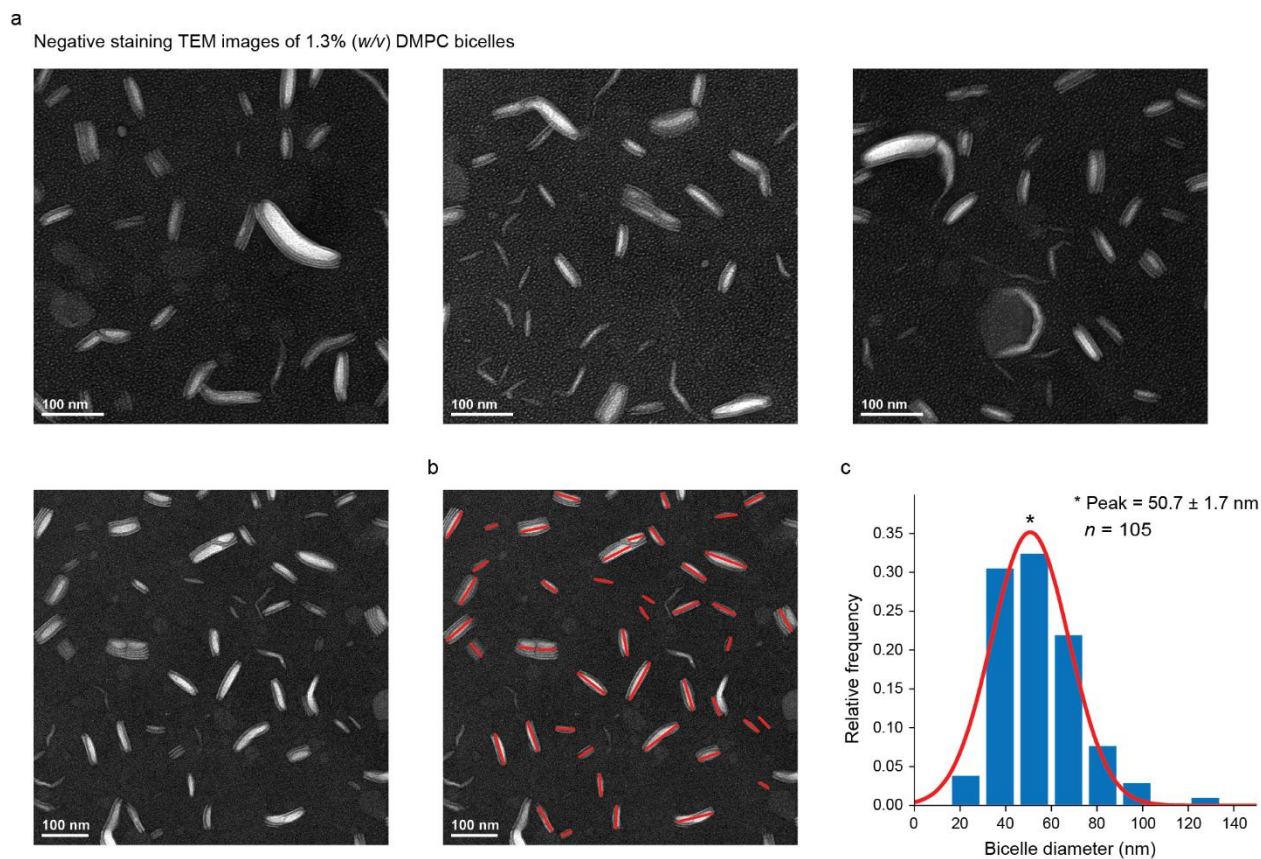 a
Negative staining TEM images of 1.3% (w/v) DMPC bicelles
100 nm
100 nm
100 nm
100 nm
b
100 nm
c
* Peak = 50.7 ± 1.7 nm
n = 105
*
Relative frequency
0.35
0.30
0.25
0.20
0.15
0.10
0.05
0.00
0 20 40 60 80 100 120 140
Bicelle diameter (nm)